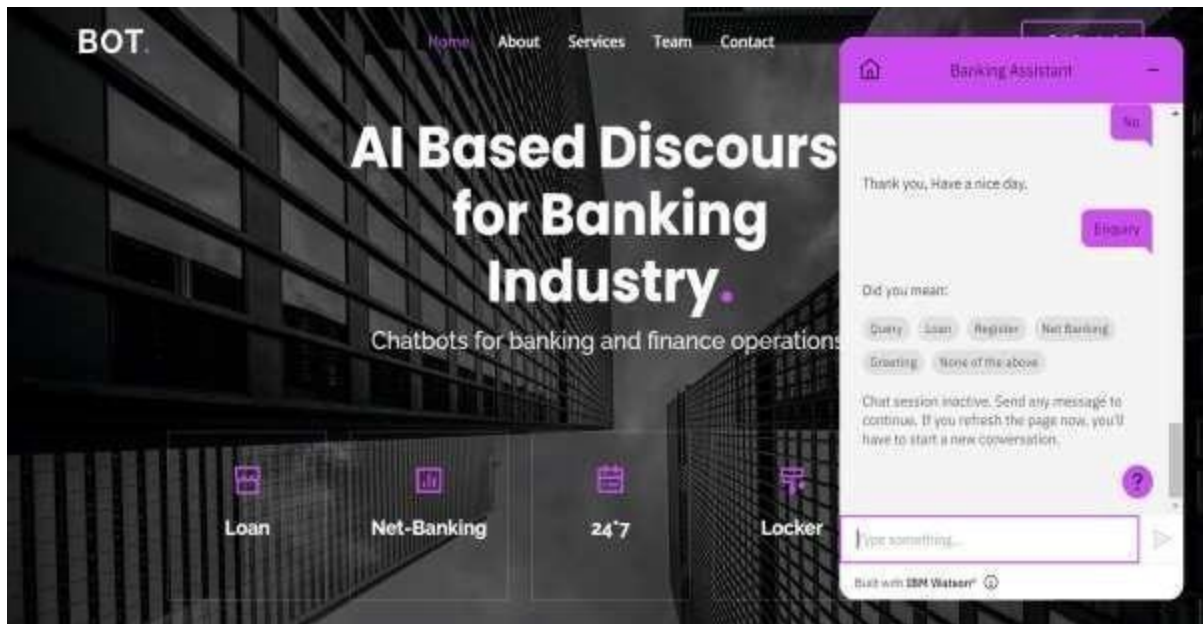 BOT.
Home About Services Team Contact
AI Based Discours
for Banking
Industry.
Chatbots for banking and finance operations
Loan
Net-Banking
24*7
Locker
Banking Assistant
No
Thank you, Have a nice day.
Enquiry
Did you mean:
Query Loan Register Net Banking
Greeting None of the above
Chat session inactive. Send any message to
continue. If you refresh the page now, you'll
have to start a new conversation.
?
Type something...
Built with IBM Watson®